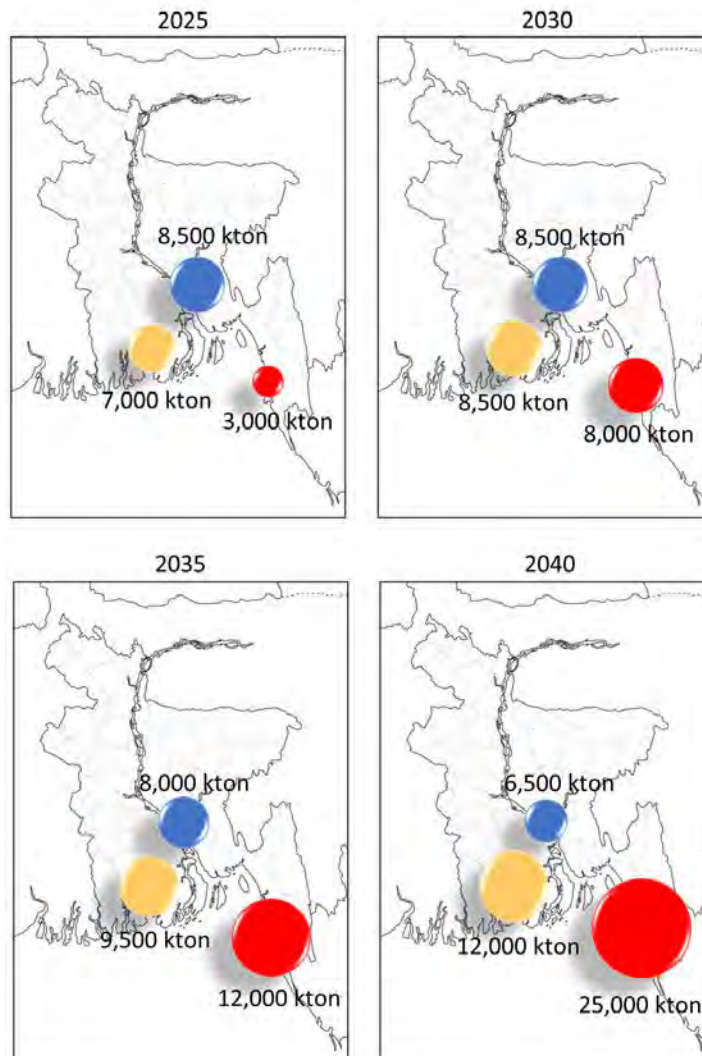 2025
8,500 kton
7,000 kton
3,000 kton
2030
8,500 kton
8,500 kton
8,000 kton
2035
8,000 kton
9,500 kton
12,000 kton
2040
6,500 kton
12,000 kton
25,000 kton